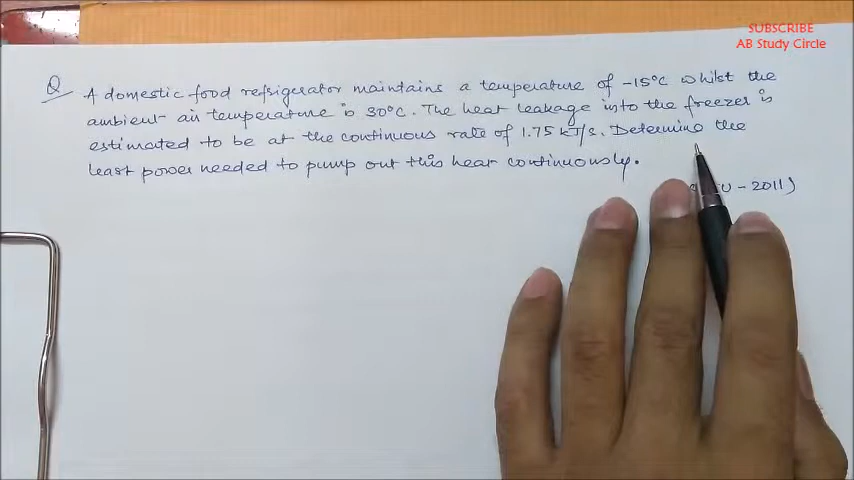 SUBSCRIBE
AB Study Circle
Q A domestic food refrigerator maintains a temperature of -15°C whilst the
ambient air temperature is 30°C. The heat leakage into the freezer is
estimated to be at the continuous rate of 1.75 kJ/s. Determine the
least power needed to pump out this heat continuously.
- 2011)